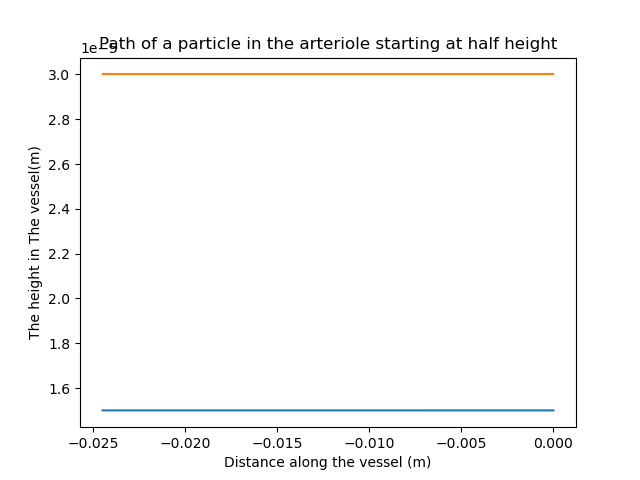 Path of a particle in the arteriole starting at half height
3.0
2.8
2.6
2.4
2.2
2.0
1.8
1.6
The height in The vessel(m)
−0.025 −0.020 −0.015 −0.010 −0.005 0.000
Distance along the vessel (m)